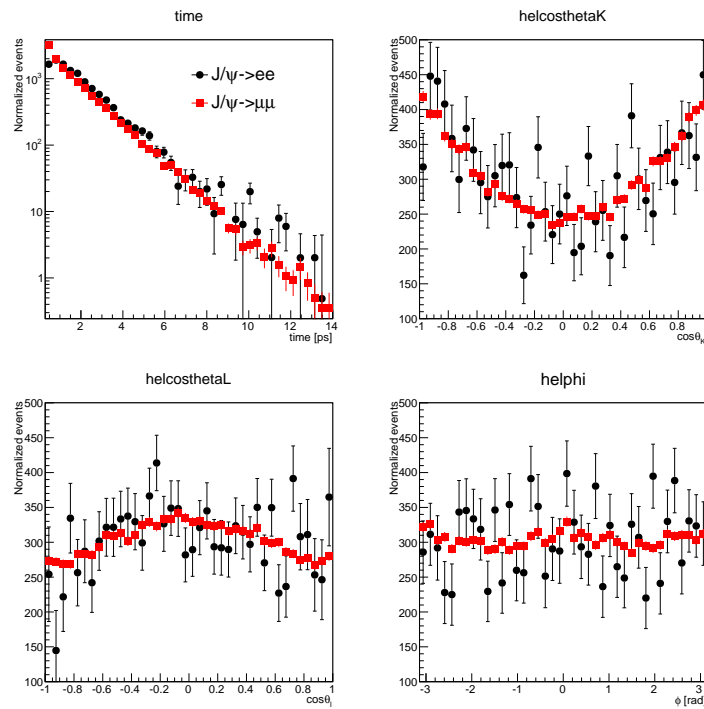 time
Normalized events
10³
10²
10
1
J/ψ->ee
J/ψ->μμ
2 4 6 8 10 12 14
time [ps]
helcosthetaK
Normalized events
500
450
400
350
300
250
200
150
100
-1 -0.8 -0.6 -0.4 -0.2 0 0.2 0.4 0.6 0.8
cosθ_K
helcosthetaL
Normalized events
500
450
400
350
300
250
200
150
100
-1 -0.8 -0.6 -0.4 -0.2 0 0.2 0.4 0.6 0.8 1
cosθ_l
helphi
Normalized events
500
450
400
350
300
250
200
150
100
-3 -2 -1 0 1 2 3
ϕ [rad]